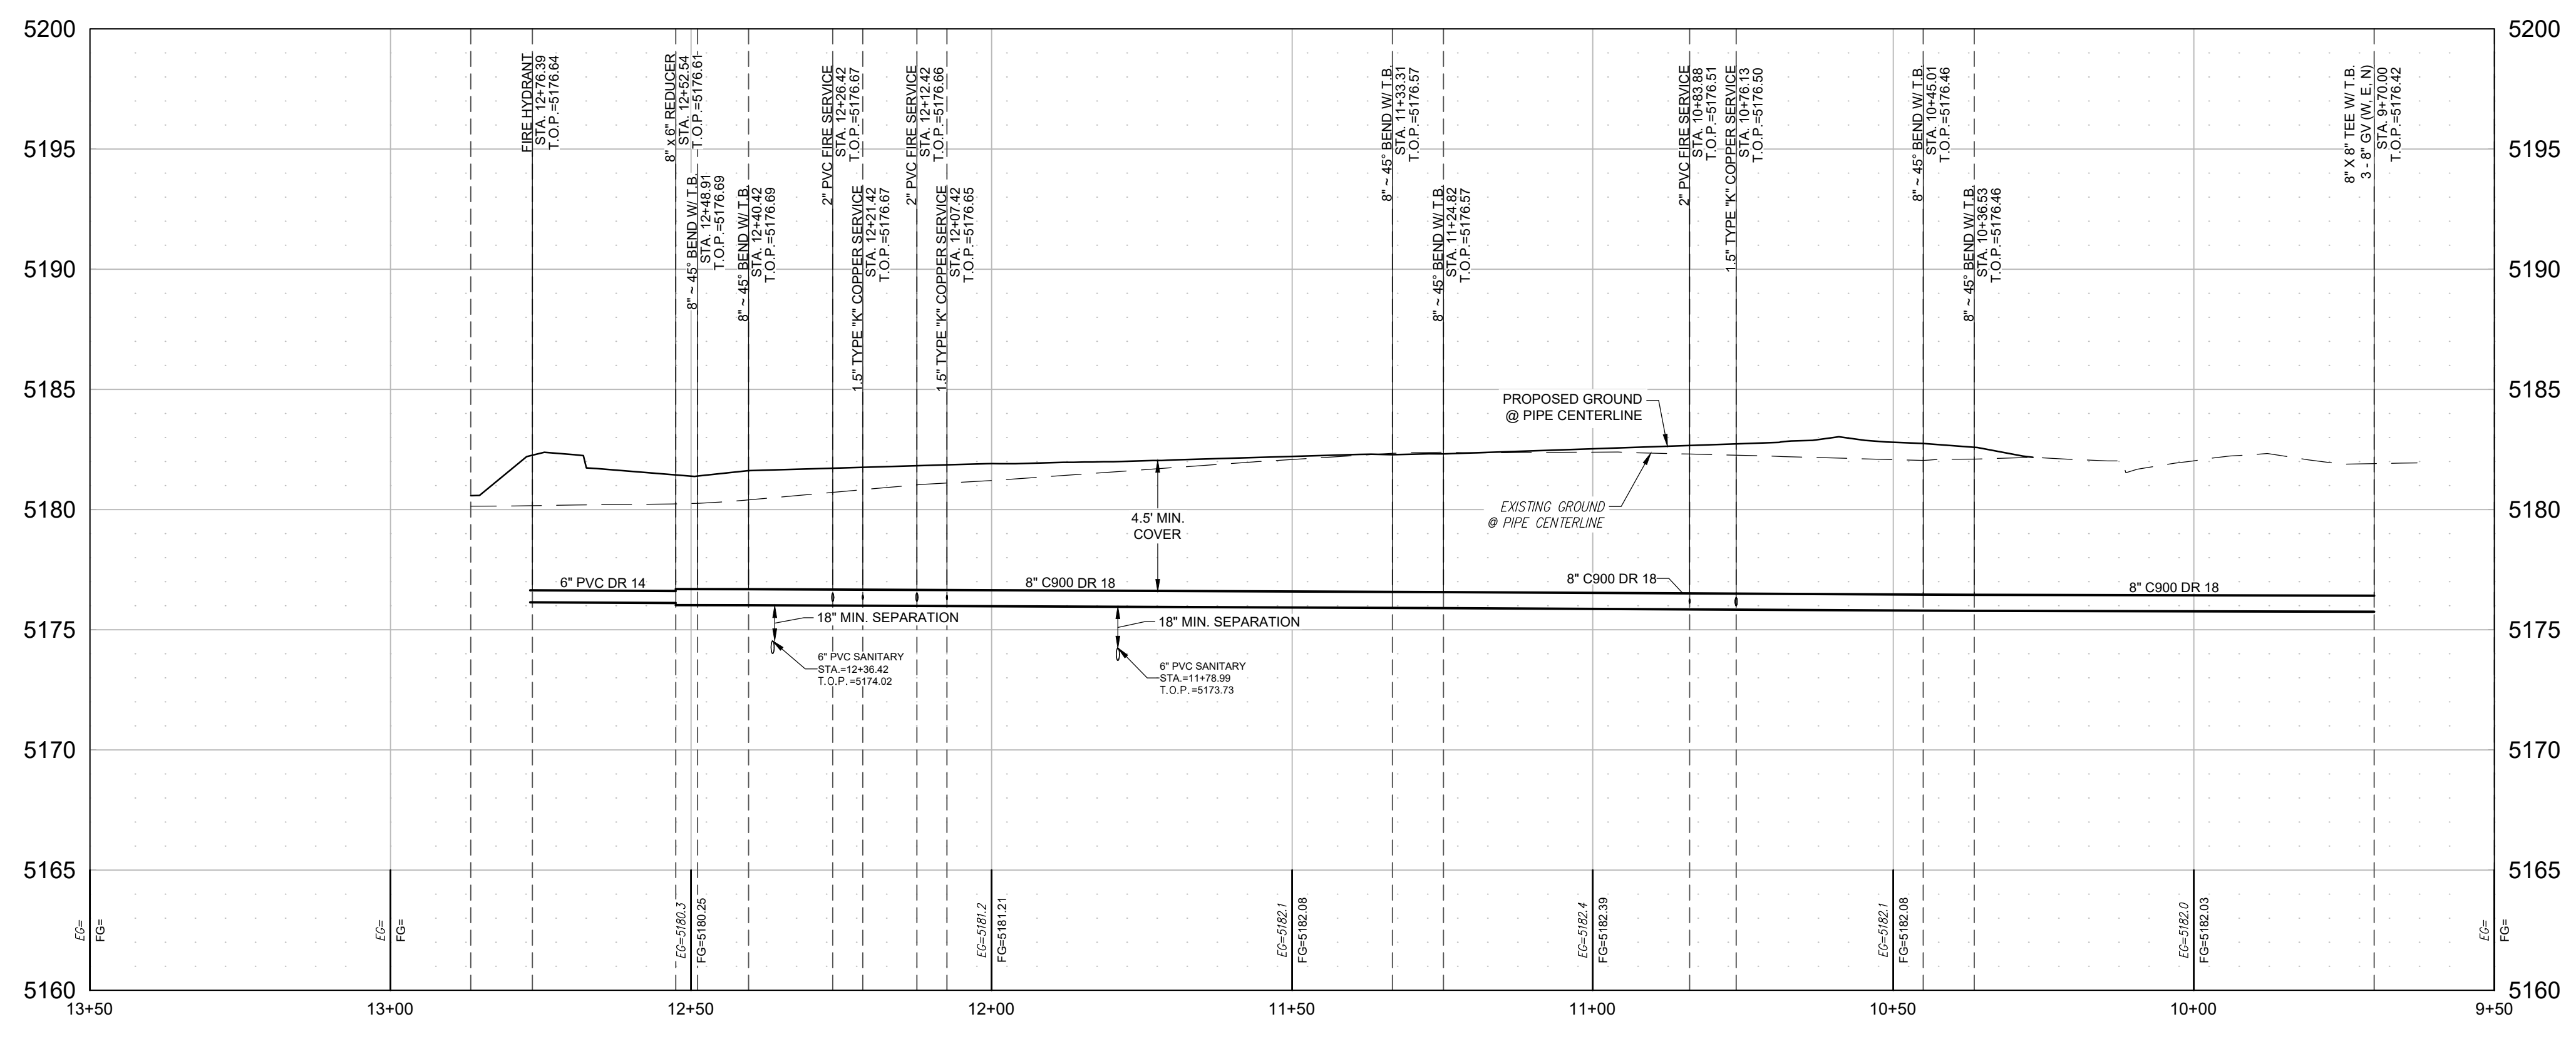 5200
5200
5195
5195
5190
5190
5185
5185
5180
5180
5175
5175
5170
5170
5165
5165
5160
5160
FIRE HYDRANT
STA. 12+76.39
T.O.P.=5176.64
8" x 6" REDUCER
STA. 12+52.54
T.O.P.=5176.61
8" ~ 45° BEND W/ T.B.
STA. 12+48.91
T.O.P.=5176.69
8" ~ 45° BEND W/ T.B.
STA. 12+40.42
T.O.P.=5176.69
2" PVC FIRE SERVICE
STA. 12+26.42
T.O.P.=5176.67
1.5" TYPE "K" COPPER SERVICE
STA. 12+21.42
T.O.P.=5176.67
2" PVC FIRE SERVICE
STA. 12+12.42
T.O.P.=5176.66
1.5" TYPE "K" COPPER SERVICE
STA. 12+07.42
T.O.P.=5176.65
8" ~ 45° BEND W/ T.B.
STA. 11+33.31
T.O.P.=5176.57
8" ~ 45° BEND W/ T.B.
STA. 11+24.82
T.O.P.=5176.57
2" PVC FIRE SERVICE
STA. 10+83.88
T.O.P.=5176.51
1.5" TYPE "K" COPPER SERVICE
STA. 10+76.13
T.O.P.=5176.50
8" ~ 45° BEND W/ T.B.
STA. 10+45.01
T.O.P.=5176.46
8" ~ 45° BEND W/ T.B.
STA. 10+36.53
T.O.P.=5176.46
8" X 8" TEE W/ T.B.
3 - 8" GV (W, E, N)
STA. 9+70.00
T.O.P.=5176.42
PROPOSED GROUND
@ PIPE CENTERLINE
EXISTING GROUND
@ PIPE CENTERLINE
4.5' MIN.
COVER
6" PVC DR 14
8" C900 DR 18
8" C900 DR 18
8" C900 DR 18
18" MIN. SEPARATION
18" MIN. SEPARATION
6" PVC SANITARY
STA.=12+36.42
T.O.P.=5174.02
6" PVC SANITARY
STA.=11+78.99
T.O.P.=5173.73
EG=
FG=
EG=
FG=
EG=5180.3
FG=5180.25
EG=5181.2
FG=5181.21
EG=5182.1
FG=5182.08
EG=5182.4
FG=5182.39
EG=5182.1
FG=5182.08
EG=5182.0
FG=5182.03
EG=
FG=
13+50
13+00
12+50
12+00
11+50
11+00
10+50
10+00
9+50